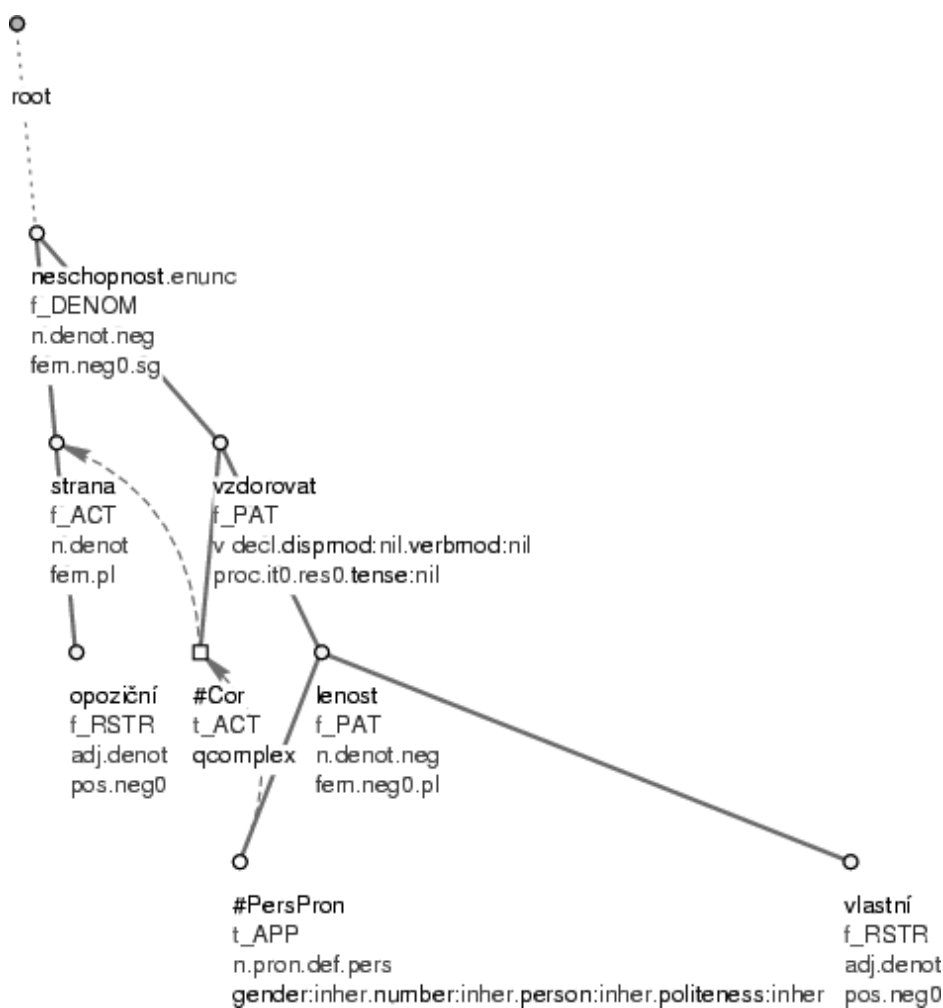 root
neschopnost.enunc
f_DENOM
n.denot.neg
fem.neg0.sg
strana
f_ACT
n.denot
fem.pl
vzdorovat
f_PAT
v decl.dispmod:nil.verbmod:nil
proc.it0.res0.tense:nil
opoziční
f_RSTR
adj.denot
pos.neg0
#Cor
t_ACT
qcomplex
lenost
f_PAT
n.denot.neg
fem.neg0.pl
#PersPron
t_APP
n.pron.def.pers
gender:inher.number:inher.person:inher.politeness:inher
vlastní
f_RSTR
adj.denot
pos.neg0